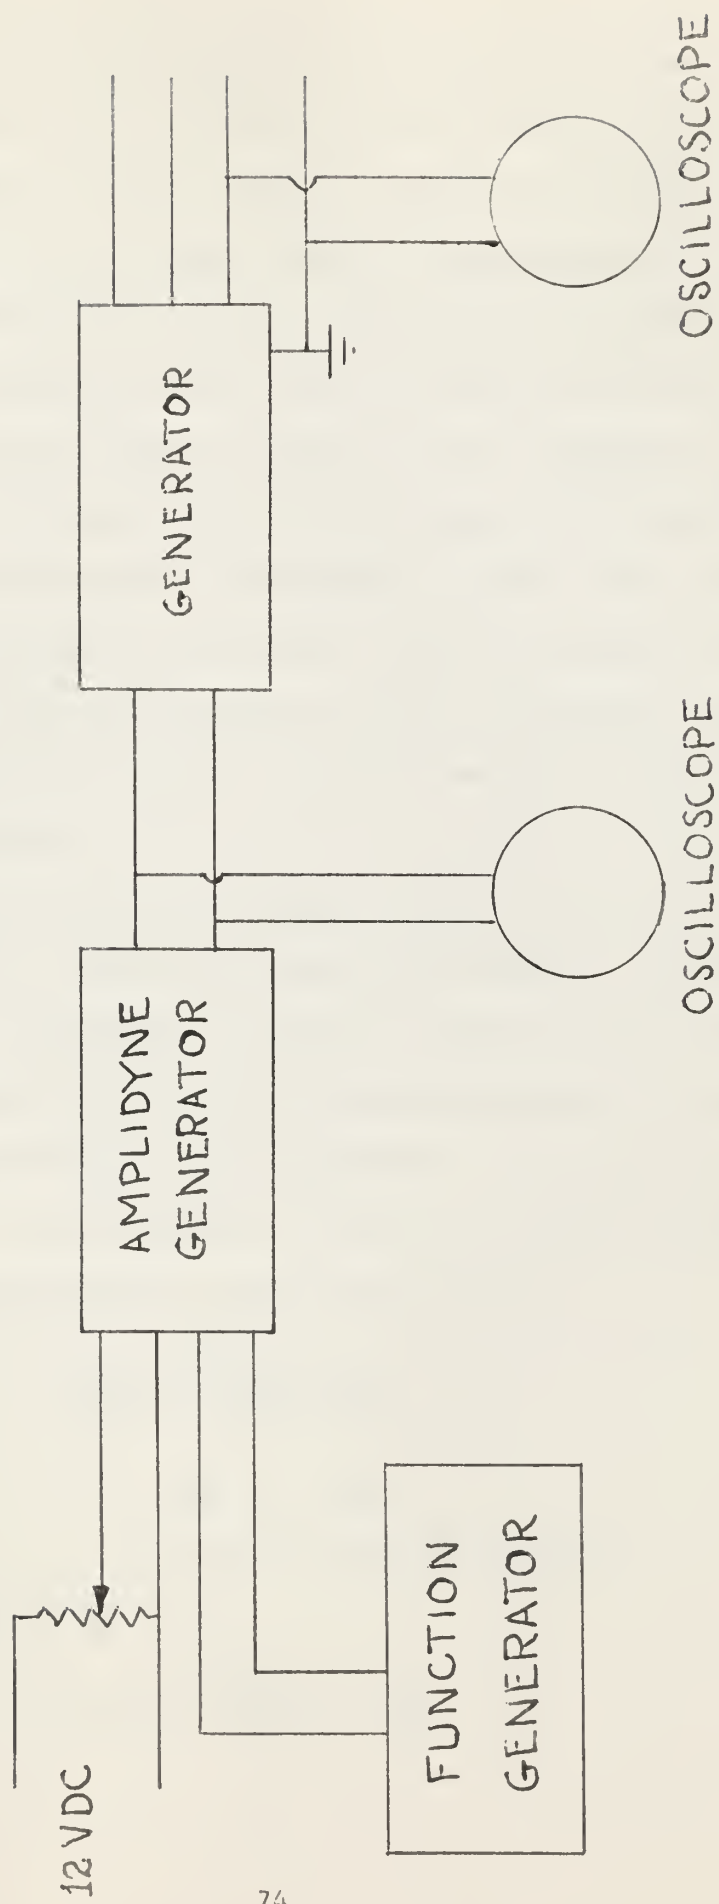 12 VDC
FUNCTION
GENERATOR
AMPLIDYNE
GENERATOR
OSCILLOSCOPE
GENERATOR
OSCILLOSCOPE
74